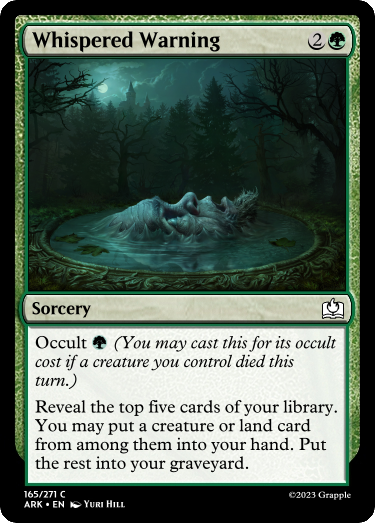 Whispered Warning 2
Sorcery
Occult (You may cast this for its occult
cost if a creature you control died this
turn.)
Reveal the top five cards of your library.
You may put a creature or land card
from among them into your hand. Put
the rest into your graveyard.
165/271 C
ARK • EN Yuri Hill
©2023 Grapple